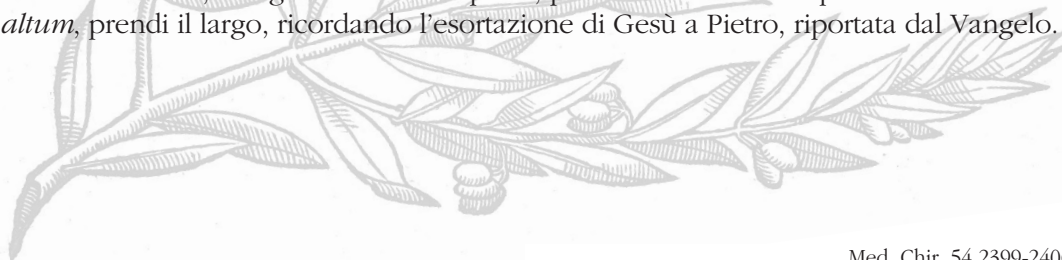 altum, prendi il largo, ricordando l’esortazione di Gesù a Pietro, riportata dal Vangelo.
Med. Chir. 54 2399-240